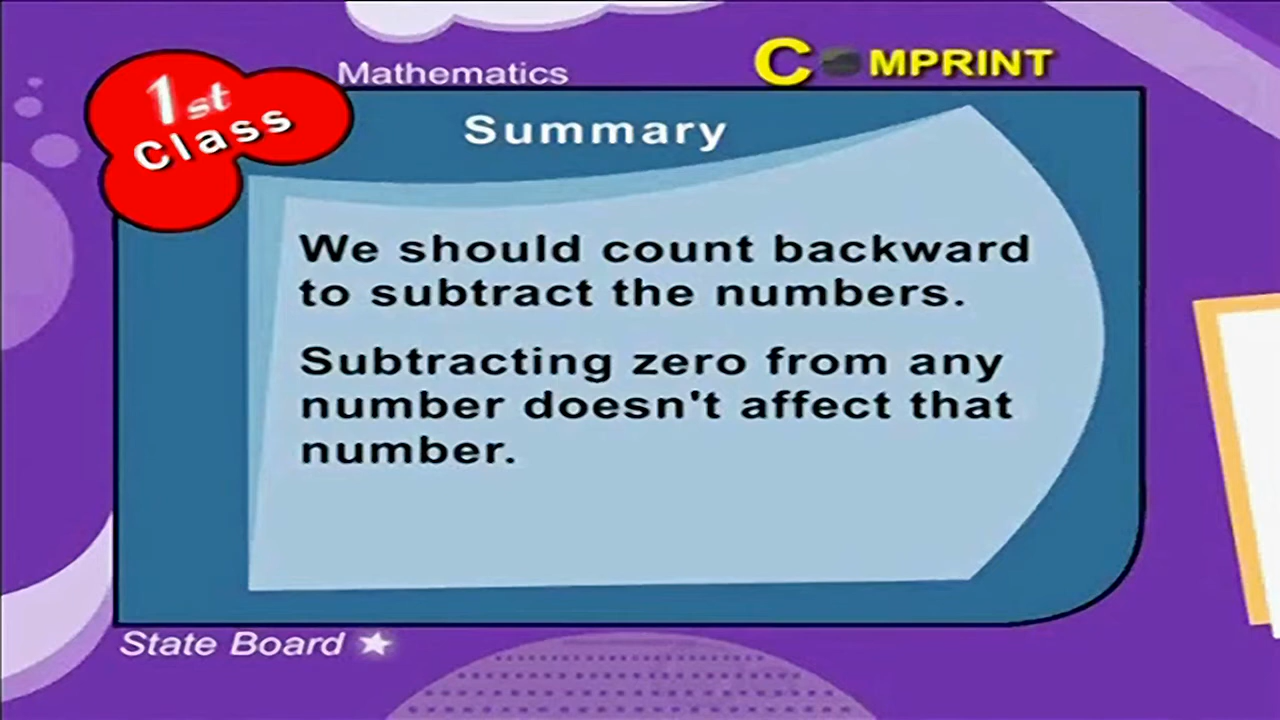 Mathematics
COMPRINT
1st
Class
Summary
We should count backward
to subtract the numbers.
Subtracting zero from any
number doesn't affect that
number.
State Board